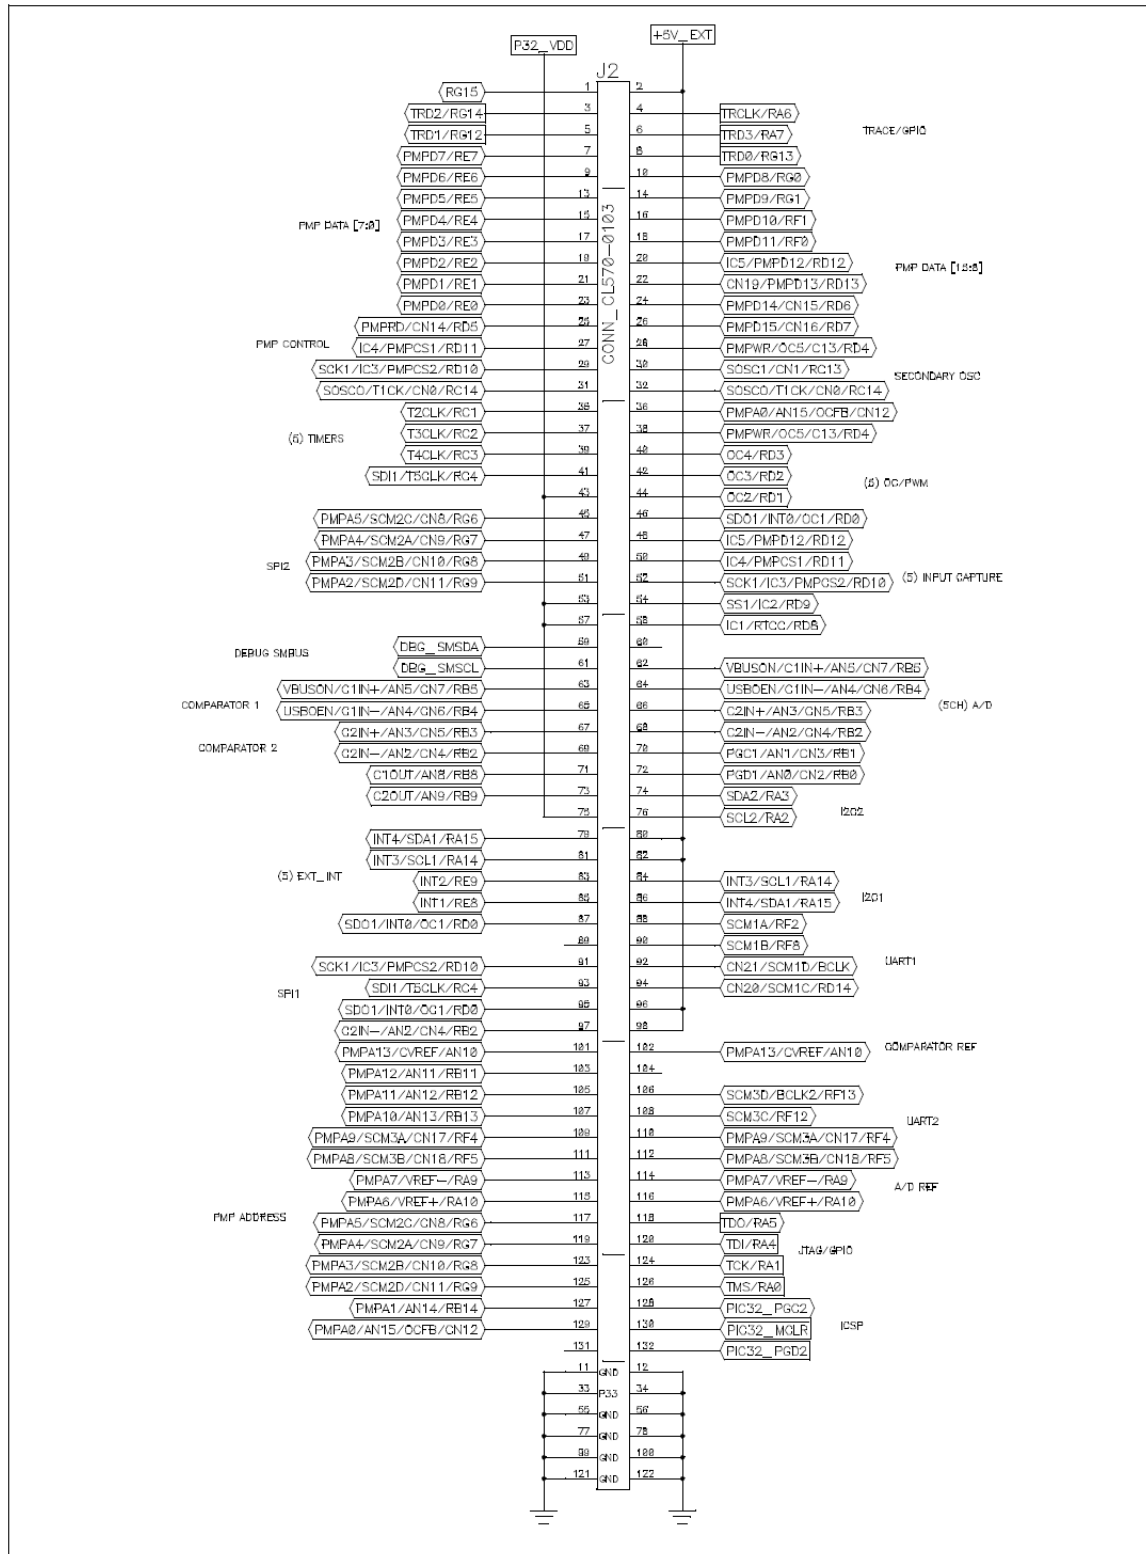 P32_VDD
+5V_EXT
J2
CONN_CL570-0103
RG15 1 2
TRD2/RG14 3 4 TRCLK/RA6
TRD1/RG12 5 6 TRD3/RA7 TRACE/GPIO
PMPD7/RE7 7 8 TRD0/RG13
PMPD6/RE6 9 10 PMPD8/RG0
PMPD5/RE5 13 14 PMPD9/RG1
PMP DATA [7:0] PMPD4/RE4 15 16 PMPD10/RF1
PMPD3/RE3 17 18 PMPD11/RF0
PMPD2/RE2 19 20 IC5/PMPD12/RD12 PMP DATA [15:8]
PMPD1/RE1 21 22 CN19/PMPD13/RD13
PMPD0/RE0 23 24 PMPD14/CN15/RD6
PMPRD/CN14/RD5 25 26 PMPD15/CN16/RD7
PMP CONTROL IC4/PMPCS1/RD11 27 28 PMPWR/OC5/C13/RD4
SCK1/IC3/PMPCS2/RD10 29 30 SOSC1/CN1/RC13 SECONDARY OSC
SOSCO/T1CK/CN0/RC14 31 32 SOSCO/T1CK/CN0/RC14
T2CLK/RC1 35 36 PMPA0/AN15/OCFB/CN12
(5) TIMERS T3CLK/RC2 37 38 PMPWR/OC5/C13/RD4
T4CLK/RC3 39 40 OC4/RD3
SDI1/T5CLK/RC4 41 42 OC3/RD2 (5) OC/PWM
43 44 OC2/RD1
PMPA5/SCM2C/CN8/RG6 45 46 SDO1/INT0/OC1/RD0
PMPA4/SCM2A/CN9/RG7 47 48 IC5/PMPD12/RD12
SPI2 PMPA3/SCM2B/CN10/RG8 49 50 IC4/PMPCS1/RD11
PMPA2/SCM2D/CN11/RG9 51 52 SCK1/IC3/PMPCS2/RD10 (5) INPUT CAPTURE
53 54 SS1/IC2/RD9
57 58 IC1/RTCC/RD8
DEBUG SMBUS DBG_SMSDA 59 60
DBG_SMSCL 61 62 VBUSON/C1IN+/AN5/CN7/RB5
VBUSON/C1IN+/AN5/CN7/RB5 63 64 USBOEN/C1IN-/AN4/CN6/RB4
COMPARATOR 1 USBOEN/C1IN-/AN4/CN6/RB4 65 66 C2IN+/AN3/CN5/RB3 (5CH) A/D
C2IN+/AN3/CN5/RB3 67 68 C2IN-/AN2/CN4/RB2
COMPARATOR 2 C2IN-/AN2/CN4/RB2 69 70 PGC1/AN1/CN3/RB1
C1OUT/AN8/RB8 71 72 PGD1/AN0/CN2/RB0
C2OUT/AN9/RB9 73 74 SDA2/RA3
75 76 SCL2/RA2 I2C2
INT4/SDA1/RA15 79 80
INT3/SCL1/RA14 81 82
(5) EXT_INT INT2/RE9 83 84 INT3/SCL1/RA14
INT1/RE8 85 86 INT4/SDA1/RA15 I2C1
SDO1/INT0/OC1/RD0 87 88 SCM1A/RF2
89 90 SCM1B/RF8
SCK1/IC3/PMPCS2/RD10 91 92 CN21/SCM1D/BCLK UART1
SPI1 SDI1/T5CLK/RC4 93 94 CN20/SCM1C/RD14
SDO1/INT0/OC1/RD0 95 96
C2IN-/AN2/CN4/RB2 97 98
PMPA13/CVREF/AN10 101 102 PMPA13/CVREF/AN10 COMPARATOR REF
PMPA12/AN11/RB11 103 104
PMPA11/AN12/RB12 105 106 SCM3D/BCLK2/RF13
PMPA10/AN13/RB13 107 108 SCM3C/RF12 UART2
PMPA9/SCM3A/CN17/RF4 109 110 PMPA9/SCM3A/CN17/RF4
PMPA8/SCM3B/CN18/RF5 111 112 PMPA8/SCM3B/CN18/RF5
PMPA7/VREF-/RA9 113 114 PMPA7/VREF-/RA9 A/D REF
PMPA6/VREF+/RA10 115 116 PMPA6/VREF+/RA10
PMP ADDRESS PMPA5/SCM2C/CN8/RG6 117 118 TDO/RA5
PMPA4/SCM2A/CN9/RG7 119 120 TDI/RA4 JTAG/GPIO
PMPA3/SCM2B/CN10/RG8 123 124 TCK/RA1
PMPA2/SCM2D/CN11/RG9 125 126 TMS/RA0
PMPA1/AN14/RB14 127 128 PIC32_PGC2
PMPA0/AN15/OCFB/CN12 129 130 PIC32_MCLR ICSP
131 132 PIC32_PGD2
11 GND 12
33 P33 34
55 GND 56
77 GND 78
99 GND 100
121 GND 122